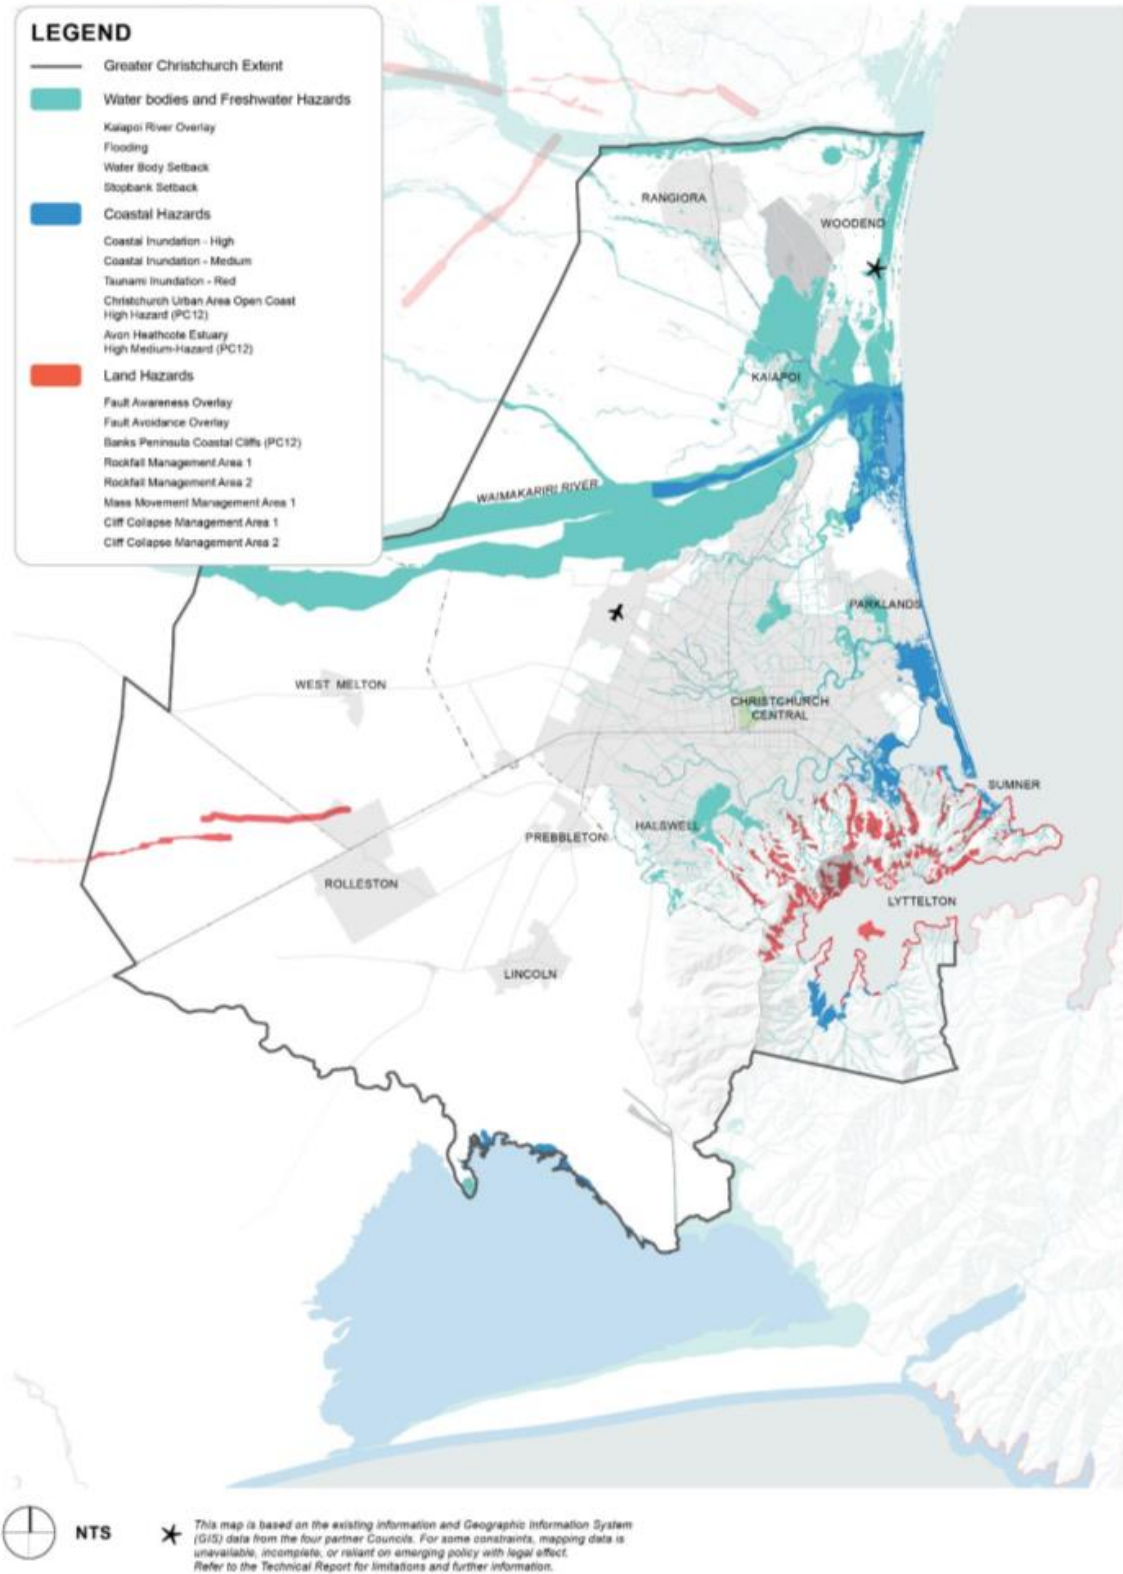 LEGEND
Greater Christchurch Extent
Water bodies and Freshwater Hazards
Kaiapoi River Overlay
Flooding
Water Body Setback
Stopbank Setback
Coastal Hazards
Coastal Inundation - High
Coastal Inundation - Medium
Tsunami Inundation - Red
Christchurch Urban Area Open Coast
High Hazard (PC12)
Avon Heathcote Estuary
High Medium-Hazard (PC12)
Land Hazards
Fault Awareness Overlay
Fault Avoidance Overlay
Banks Peninsula Coastal Cliffs (PC12)
Rockfall Management Area 1
Rockfall Management Area 2
Mass Movement Management Area 1
Cliff Collapse Management Area 1
Cliff Collapse Management Area 2
RANGIORA
WOODEND
KAIAPOI
WAIMAKARIRI RIVER
PARKLANDS
WEST MELTON
CHRISTCHURCH
CENTRAL
SUMNER
HALSWELL
PREBBLETON
ROLLESTON
LYTTELTON
LINCOLN
NTS
This map is based on the existing information and Geographic Information System
(GIS) data from the four partner Councils. For some constraints, mapping data is
unavailable, incomplete, or reliant on emerging policy with legal effect.
Refer to the Technical Report for limitations and further information.